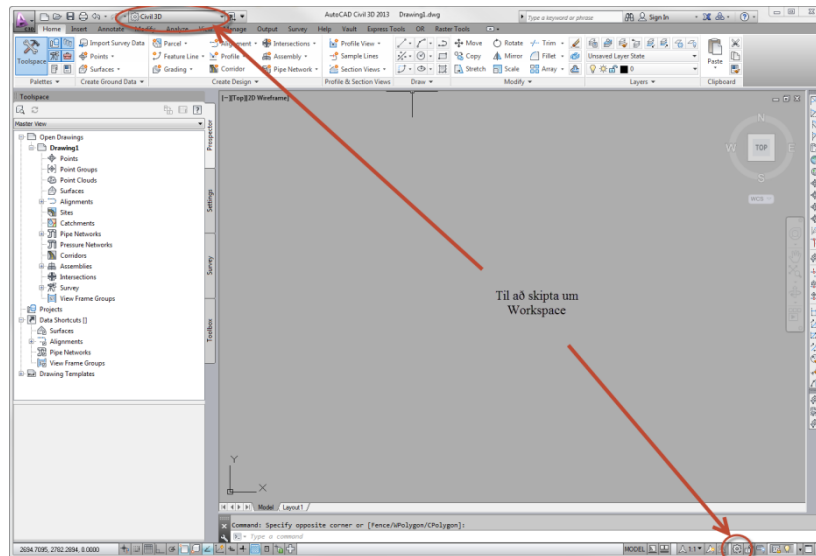 Civil 3D
AutoCAD Civil 3D 2013 Drawing1.dwg
Type a keyword or phrase
Sign In
Home Insert Annotate Modify Analyze View Manage Output Survey Help Vault Express Tools OR Raster Tools
Toolspace
Import Survey Data
Points
Surfaces
Parcel
Feature Line
Grading
Alignment
Profile
Corridor
Intersections
Assembly
Pipe Network
Profile View
Sample Lines
Section Views
Move
Copy
Stretch
Rotate
Mirror
Scale
Trim
Fillet
Array
Unsaved Layer State
0
Paste
Palettes
Create Ground Data
Create Design
Profile & Section Views
Draw
Modify
Layers
Clipboard
Toolspace
Master View
Open Drawings
Drawing1
Points
Point Groups
Point Clouds
Surfaces
Alignments
Sites
Catchments
Pipe Networks
Pressure Networks
Corridors
Assemblies
Intersections
Survey
View Frame Groups
Projects
Data Shortcuts []
Surfaces
Alignments
Pipe Networks
View Frame Groups
Drawing Templates
Prospector
Settings
Survey
Toolbox
[-][Top][2D Wireframe]
N
W
TOP
E
S
WCS
Til að skipta um
Workspace
Y
X
Model Layout1
Command: Specify opposite corner or [Fence/WPolygon/CPolygon]:
Type a command
2694.7095, 2782.2894, 0.0000
MODEL
1:1